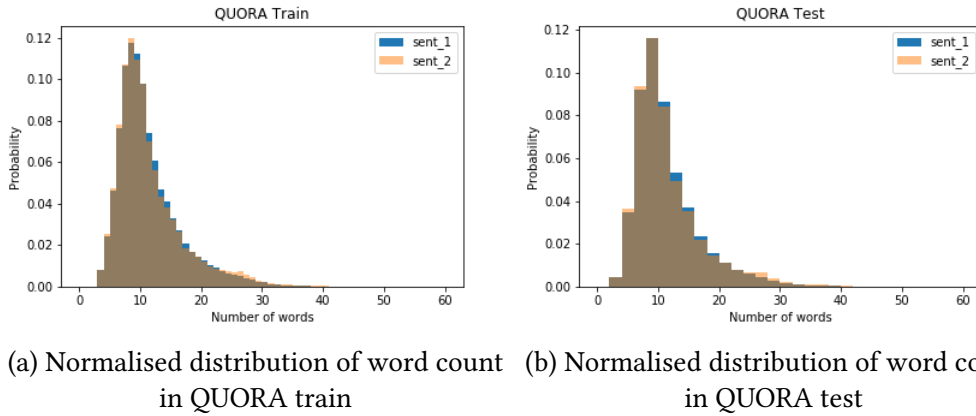 QUORA Train
0.12
0.10
0.08
0.06
0.04
0.02
0.00
Probability
sent_1
sent_2
0 10 20 30 40 50 60
Number of words
QUORA Test
0.12
0.10
0.08
0.06
0.04
0.02
0.00
Probability
sent_1
sent_2
0 10 20 30 40 50 60
Number of words
(a) Normalised distribution of word count
in QUORA train
(b) Normalised distribution of word co
in QUORA test